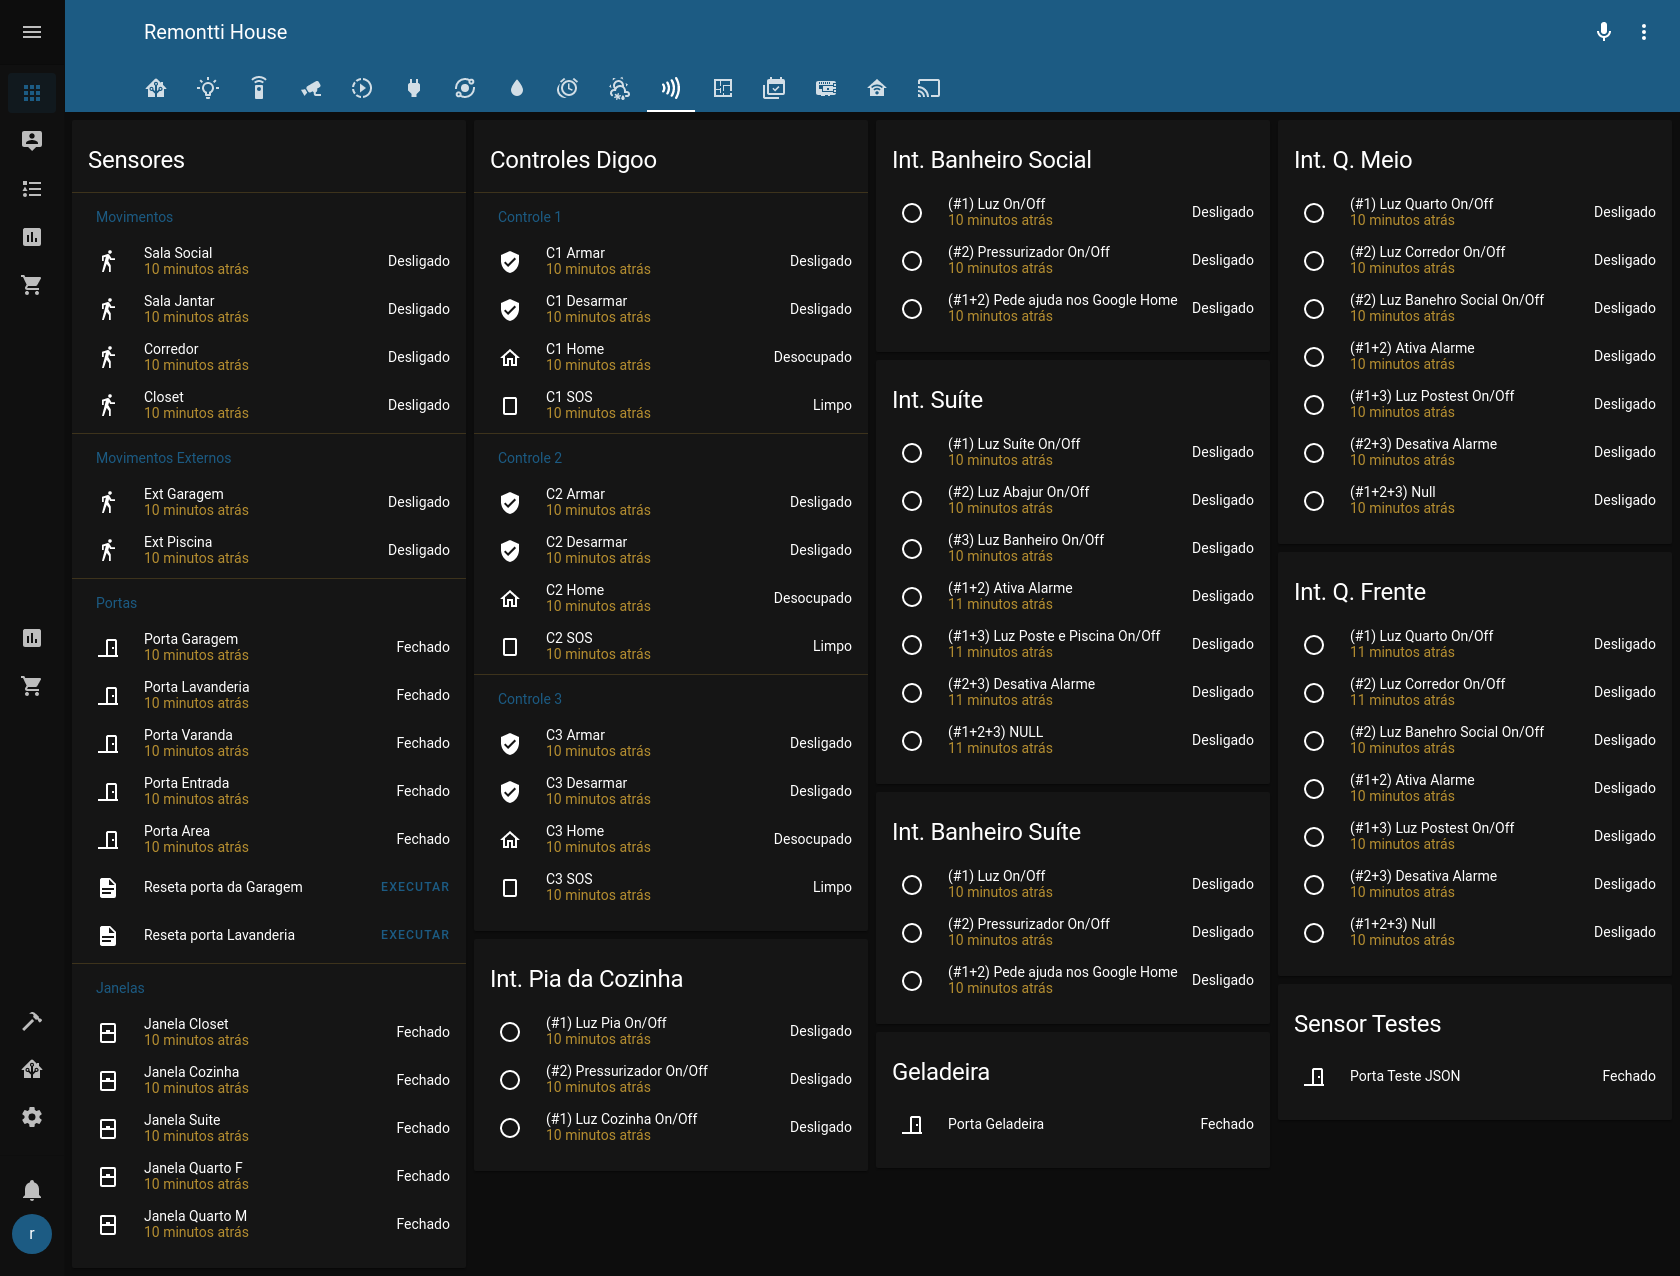 Remontti House
Sensores
Movimentos
Sala Social
10 minutos atrás
Desligado
Sala Jantar
10 minutos atrás
Desligado
Corredor
10 minutos atrás
Desligado
Closet
10 minutos atrás
Desligado
Movimentos Externos
Ext Garagem
10 minutos atrás
Desligado
Ext Piscina
10 minutos atrás
Desligado
Portas
Porta Garagem
10 minutos atrás
Fechado
Porta Lavanderia
10 minutos atrás
Fechado
Porta Varanda
10 minutos atrás
Fechado
Porta Entrada
10 minutos atrás
Fechado
Porta Area
10 minutos atrás
Fechado
Reseta porta da Garagem
EXECUTAR
Reseta porta Lavanderia
EXECUTAR
Janelas
Janela Closet
10 minutos atrás
Fechado
Janela Cozinha
10 minutos atrás
Fechado
Janela Suite
10 minutos atrás
Fechado
Janela Quarto F
10 minutos atrás
Fechado
Janela Quarto M
10 minutos atrás
Fechado
Controles Digoo
Controle 1
C1 Armar
10 minutos atrás
Desligado
C1 Desarmar
10 minutos atrás
Desligado
C1 Home
10 minutos atrás
Desocupado
C1 SOS
10 minutos atrás
Limpo
Controle 2
C2 Armar
10 minutos atrás
Desligado
C2 Desarmar
10 minutos atrás
Desligado
C2 Home
10 minutos atrás
Desocupado
C2 SOS
10 minutos atrás
Limpo
Controle 3
C3 Armar
10 minutos atrás
Desligado
C3 Desarmar
10 minutos atrás
Desligado
C3 Home
10 minutos atrás
Desocupado
C3 SOS
10 minutos atrás
Limpo
Int. Pia da Cozinha
(#1) Luz Pia On/Off
10 minutos atrás
Desligado
(#2) Pressurizador On/Off
10 minutos atrás
Desligado
(#1) Luz Cozinha On/Off
10 minutos atrás
Desligado
Int. Banheiro Social
(#1) Luz On/Off
10 minutos atrás
Desligado
(#2) Pressurizador On/Off
10 minutos atrás
Desligado
(#1+2) Pede ajuda nos Google Home
10 minutos atrás
Desligado
Int. Suíte
(#1) Luz Suíte On/Off
10 minutos atrás
Desligado
(#2) Luz Abajur On/Off
10 minutos atrás
Desligado
(#3) Luz Banheiro On/Off
10 minutos atrás
Desligado
(#1+2) Ativa Alarme
11 minutos atrás
Desligado
(#1+3) Luz Poste e Piscina On/Off
11 minutos atrás
Desligado
(#2+3) Desativa Alarme
11 minutos atrás
Desligado
(#1+2+3) NULL
11 minutos atrás
Desligado
Int. Banheiro Suíte
(#1) Luz On/Off
10 minutos atrás
Desligado
(#2) Pressurizador On/Off
10 minutos atrás
Desligado
(#1+2) Pede ajuda nos Google Home
10 minutos atrás
Desligado
Geladeira
Porta Geladeira
Fechado
Int. Q. Meio
(#1) Luz Quarto On/Off
10 minutos atrás
Desligado
(#2) Luz Corredor On/Off
10 minutos atrás
Desligado
(#2) Luz Banehro Social On/Off
10 minutos atrás
Desligado
(#1+2) Ativa Alarme
10 minutos atrás
Desligado
(#1+3) Luz Postest On/Off
10 minutos atrás
Desligado
(#2+3) Desativa Alarme
10 minutos atrás
Desligado
(#1+2+3) Null
10 minutos atrás
Desligado
Int. Q. Frente
(#1) Luz Quarto On/Off
11 minutos atrás
Desligado
(#2) Luz Corredor On/Off
11 minutos atrás
Desligado
(#2) Luz Banehro Social On/Off
10 minutos atrás
Desligado
(#1+2) Ativa Alarme
10 minutos atrás
Desligado
(#1+3) Luz Postest On/Off
10 minutos atrás
Desligado
(#2+3) Desativa Alarme
10 minutos atrás
Desligado
(#1+2+3) Null
10 minutos atrás
Desligado
Sensor Testes
Porta Teste JSON
Fechado
r